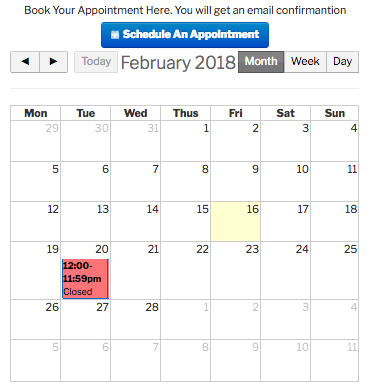 Book Your Appointment Here. You will get an email confirmantion
Schedule An Appointment
◄ ► Today February 2018 Month Week Day
Mon Tue Wed Thus Fri Sat Sun
29 30 31 1 2 3 4
5 6 7 8 9 10 11
12 13 14 15 16 17 18
19 20 21 22 23 24 25
12:00-
11:59pm
Closed
26 27 28 1 2 3 4
5 6 7 8 9 10 11